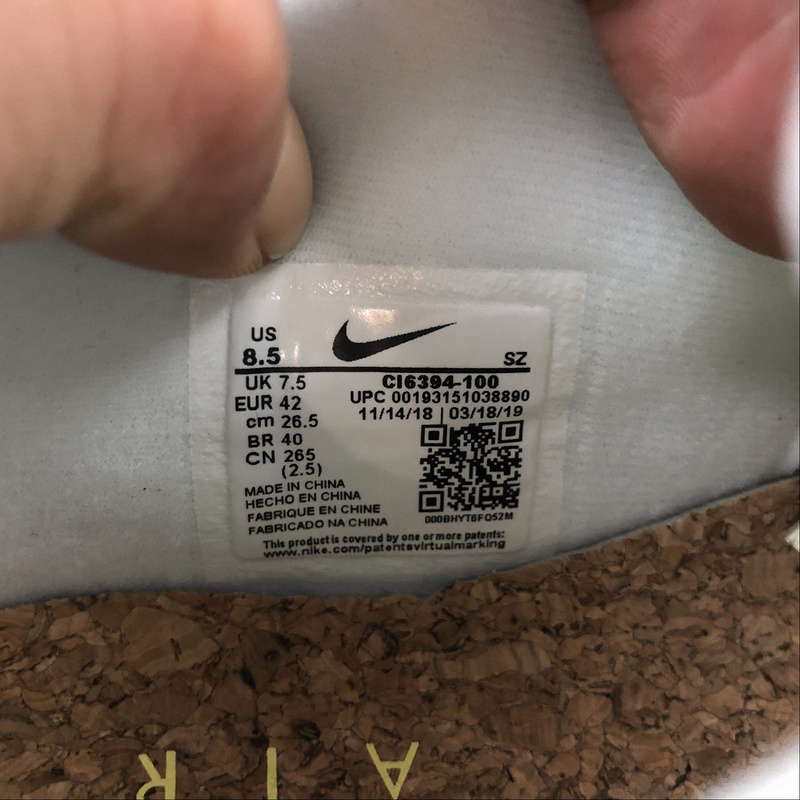 US
8.5
SZ
UK 7.5
EUR 42
cm 26.5
BR 40
CN 265
(2.5)
CI6394-100
UPC 00193151038890
11/14/18 | 03/18/19
000BHYT6FQ52M
MADE IN CHINA
HECHO EN CHINA
FABRIQUE EN CHINE
FABRICADO NA CHINA
This product is covered by one or more patents:
www.nike.com/patentsvirtualmarking
AIR